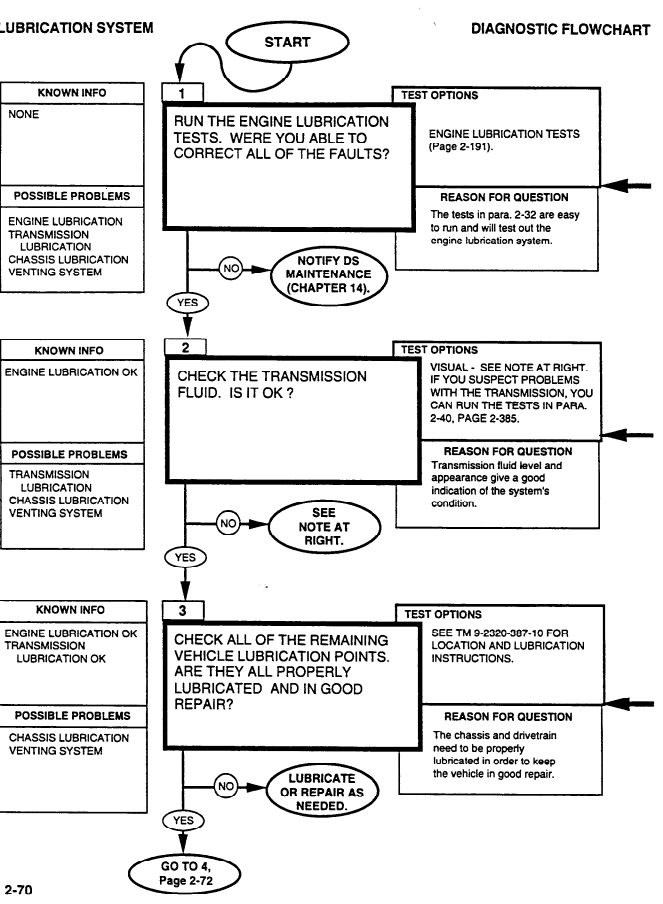 LUBRICATION SYSTEM
DIAGNOSTIC FLOWCHART
START
KNOWN INFO
NONE
POSSIBLE PROBLEMS
ENGINE LUBRICATION
TRANSMISSION
LUBRICATION
CHASSIS LUBRICATION
VENTING SYSTEM
1
RUN THE ENGINE LUBRICATION
TESTS. WERE YOU ABLE TO
CORRECT ALL OF THE FAULTS?
TEST OPTIONS
ENGINE LUBRICATION TESTS
(Page 2-191).
REASON FOR QUESTION
The tests in para. 2-32 are easy
to run and will test out the
engine lubrication system.
NO
NOTIFY DS
MAINTENANCE
(CHAPTER 14).
YES
KNOWN INFO
ENGINE LUBRICATION OK
POSSIBLE PROBLEMS
TRANSMISSION
LUBRICATION
CHASSIS LUBRICATION
VENTING SYSTEM
2
CHECK THE TRANSMISSION
FLUID. IS IT OK ?
TEST OPTIONS
VISUAL - SEE NOTE AT RIGHT.
IF YOU SUSPECT PROBLEMS
WITH THE TRANSMISSION, YOU
CAN RUN THE TESTS IN PARA.
2-40, PAGE 2-385.
REASON FOR QUESTION
Transmission fluid level and
appearance give a good
indication of the system's
condition.
NO
SEE
NOTE AT
RIGHT.
YES
KNOWN INFO
ENGINE LUBRICATION OK
TRANSMISSION
LUBRICATION OK
POSSIBLE PROBLEMS
CHASSIS LUBRICATION
VENTING SYSTEM
3
CHECK ALL OF THE REMAINING
VEHICLE LUBRICATION POINTS.
ARE THEY ALL PROPERLY
LUBRICATED AND IN GOOD
REPAIR?
TEST OPTIONS
SEE TM 9-2320-387-10 FOR
LOCATION AND LUBRICATION
INSTRUCTIONS.
REASON FOR QUESTION
The chassis and drivetrain
need to be properly
lubricated in order to keep
the vehicle in good repair.
NO
LUBRICATE
OR REPAIR AS
NEEDED.
YES
GO TO 4,
Page 2-72
2-70